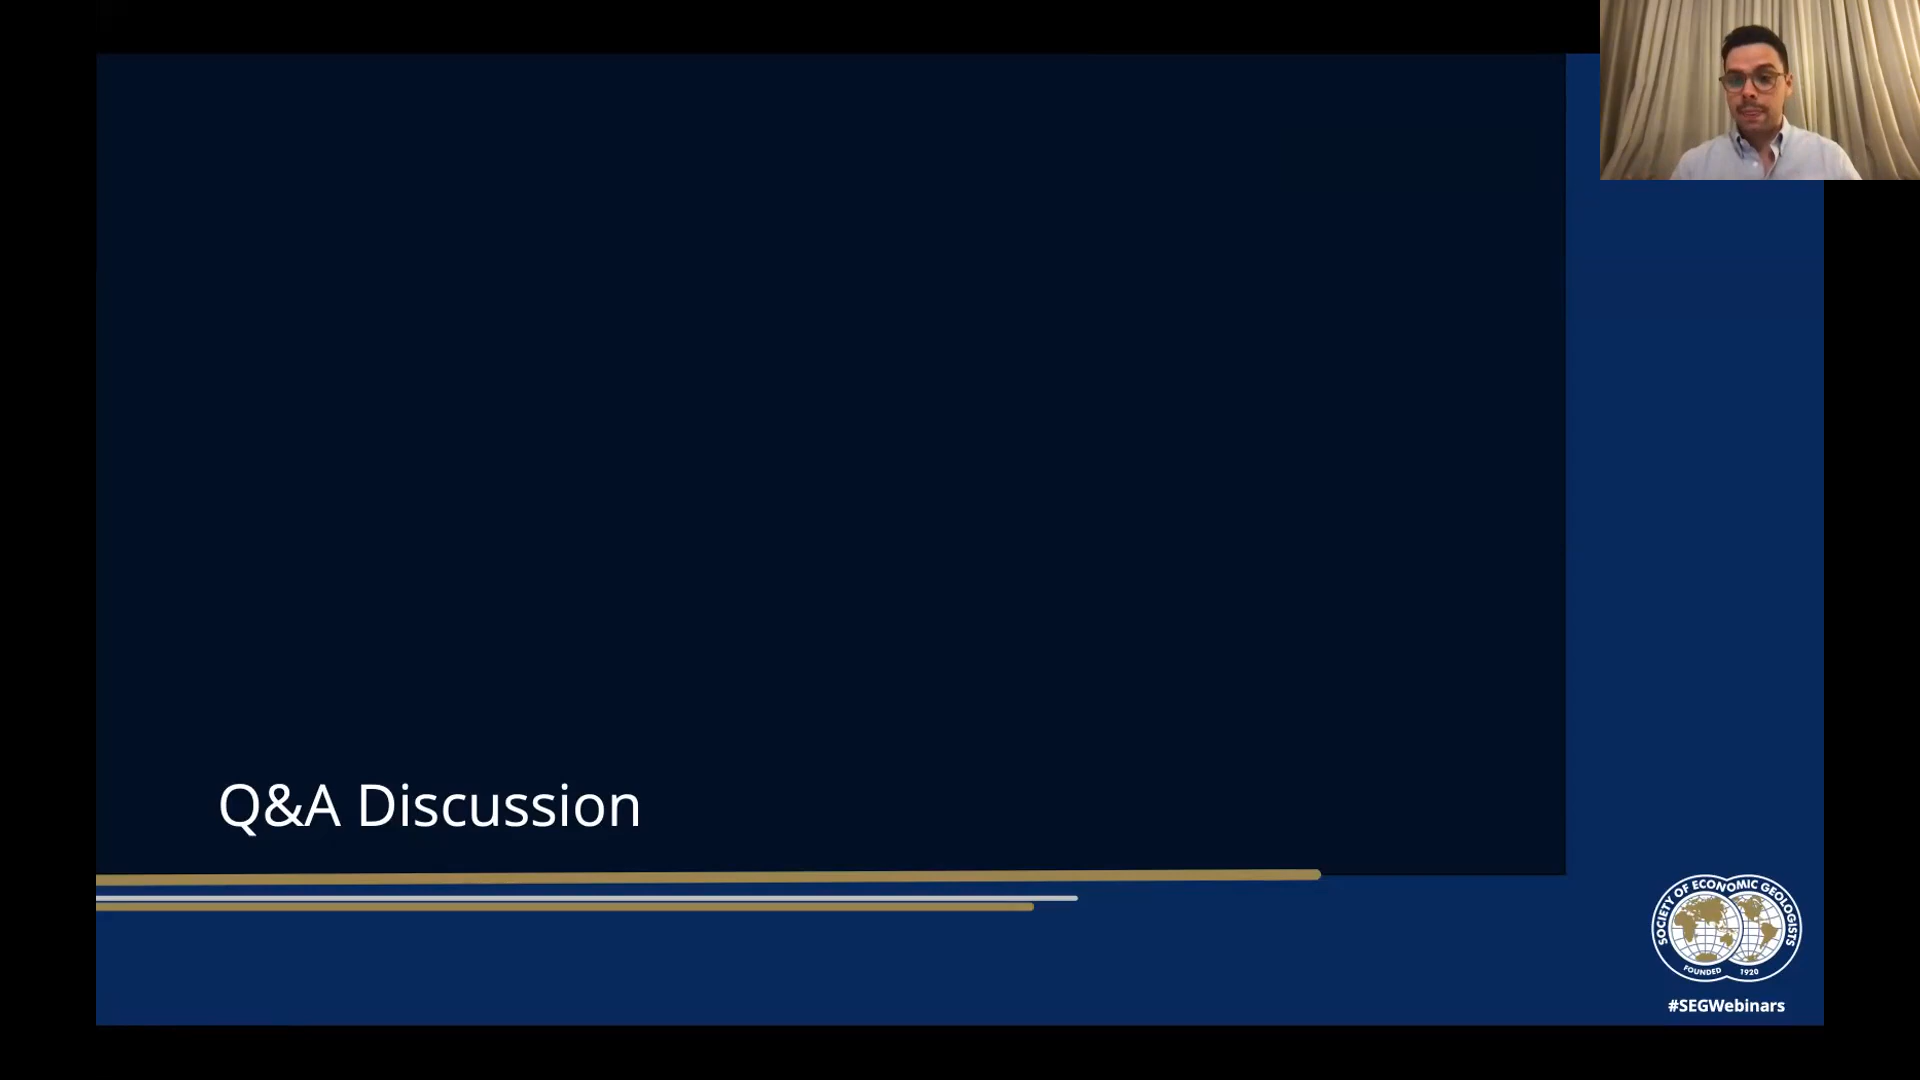 Q&A Discussion
SOCIETY OF ECONOMIC GEOLOGISTS
FOUNDED 1920
#SEGWebinars